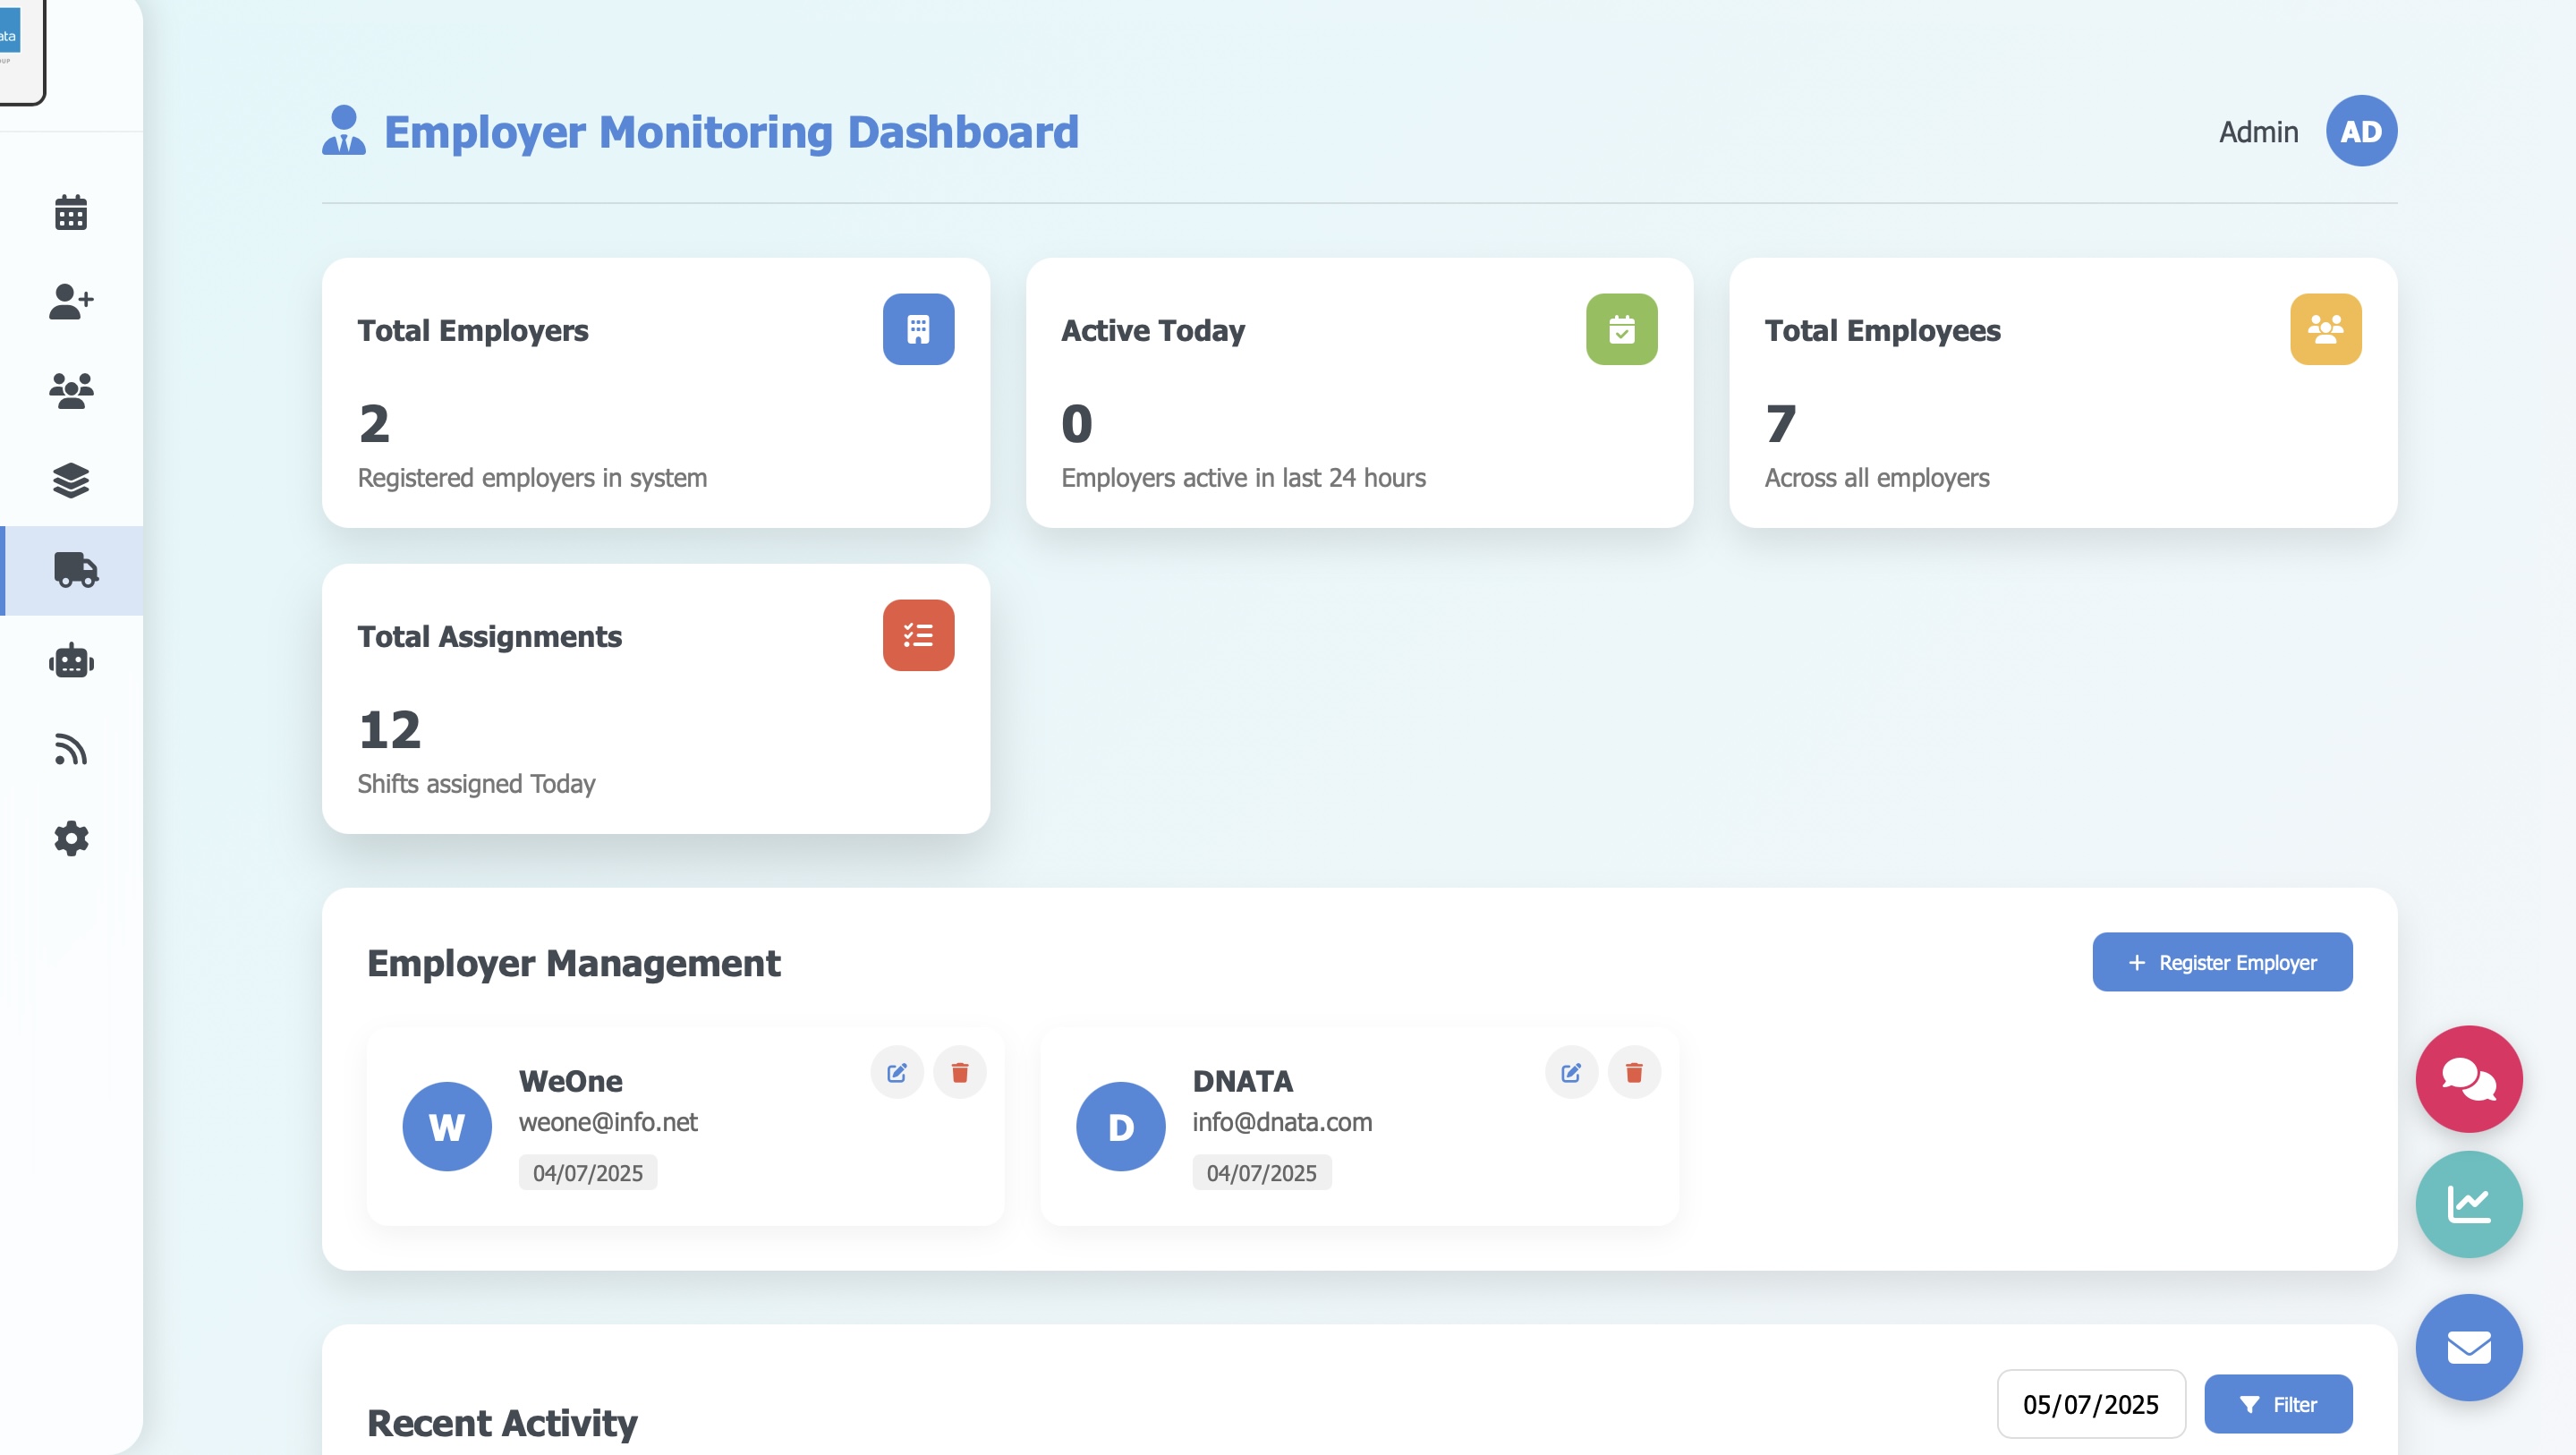 ata
Employer Monitoring Dashboard
Admin
AD
Total Employers
2
Registered employers in system
Active Today
0
Employers active in last 24 hours
Total Employees
7
Across all employers
Total Assignments
12
Shifts assigned Today
Employer Management
+ Register Employer
W
WeOne
weone@info.net
04/07/2025
D
DNATA
info@dnata.com
04/07/2025
Recent Activity
05/07/2025
Filter